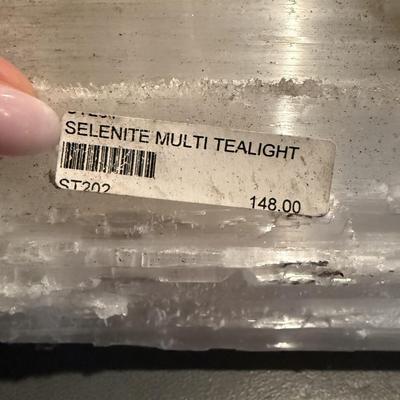 SELENITE MULTI TEALIGHT
ST202
148.00